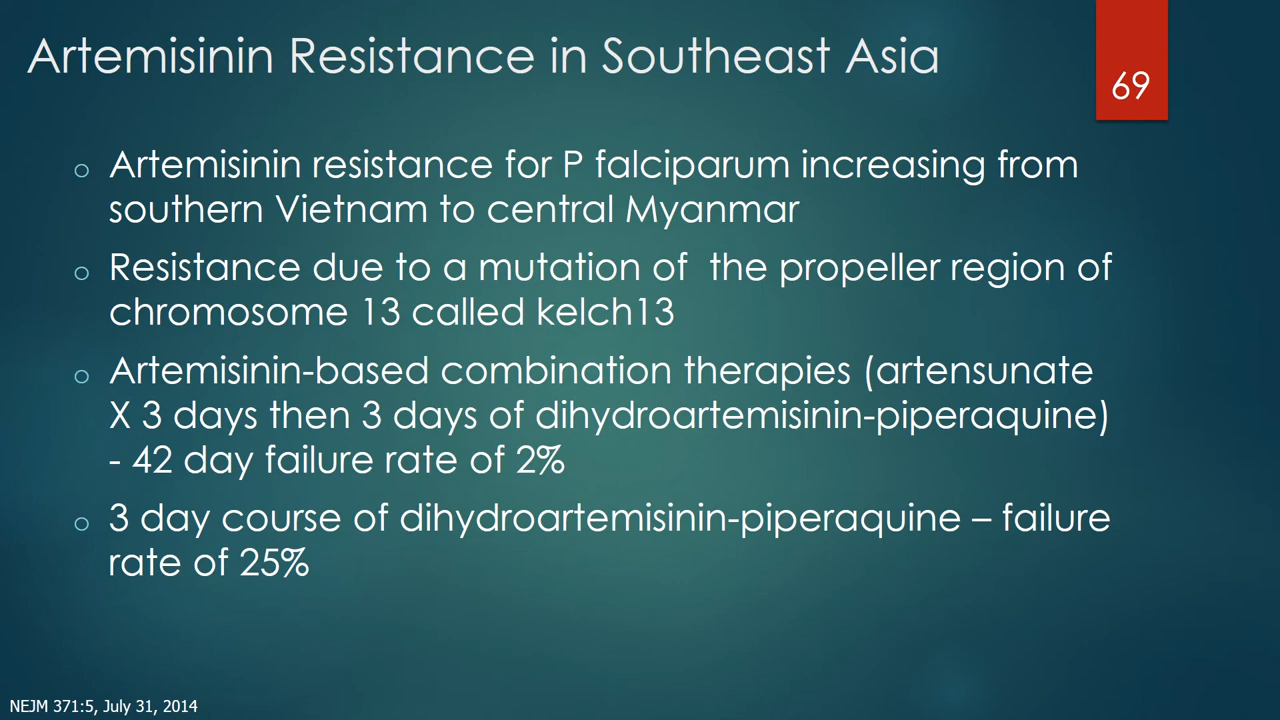 Artemisinin Resistance in Southeast Asia
69
o Artemisinin resistance for P falciparum increasing from
southern Vietnam to central Myanmar
o Resistance due to a mutation of  the propeller region of
chromosome 13 called kelch13
o Artemisinin-based combination therapies (artensunate
X 3 days then 3 days of dihydroartemisinin-piperaquine)
- 42 day failure rate of 2%
o 3 day course of dihydroartemisinin-piperaquine – failure
rate of 25%
NEJM 371:5, July 31, 2014